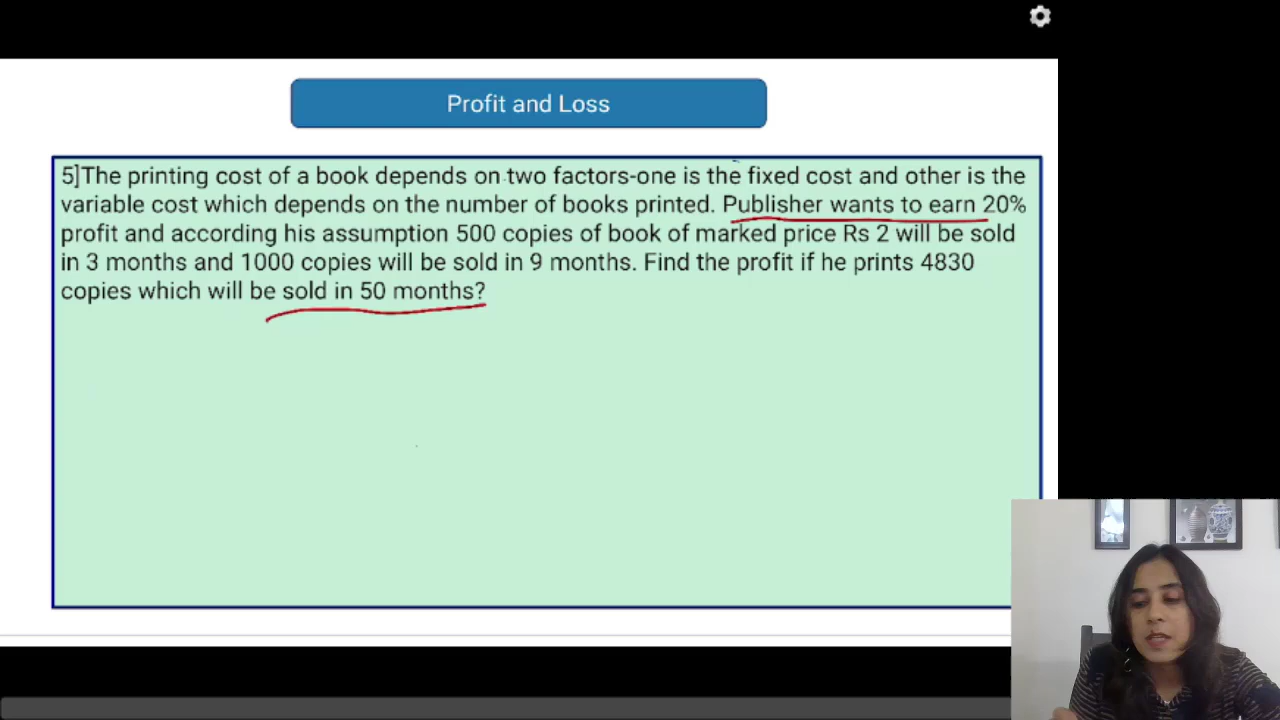 Profit and Loss
5]The printing cost of a book depends on two factors-one is the fixed cost and other is the
variable cost which depends on the number of books printed. Publisher wants to earn 20%
profit and according his assumption 500 copies of book of marked price Rs 2 will be sold
in 3 months and 1000 copies will be sold in 9 months. Find the profit if he prints 4830
copies which will be sold in 50 months?